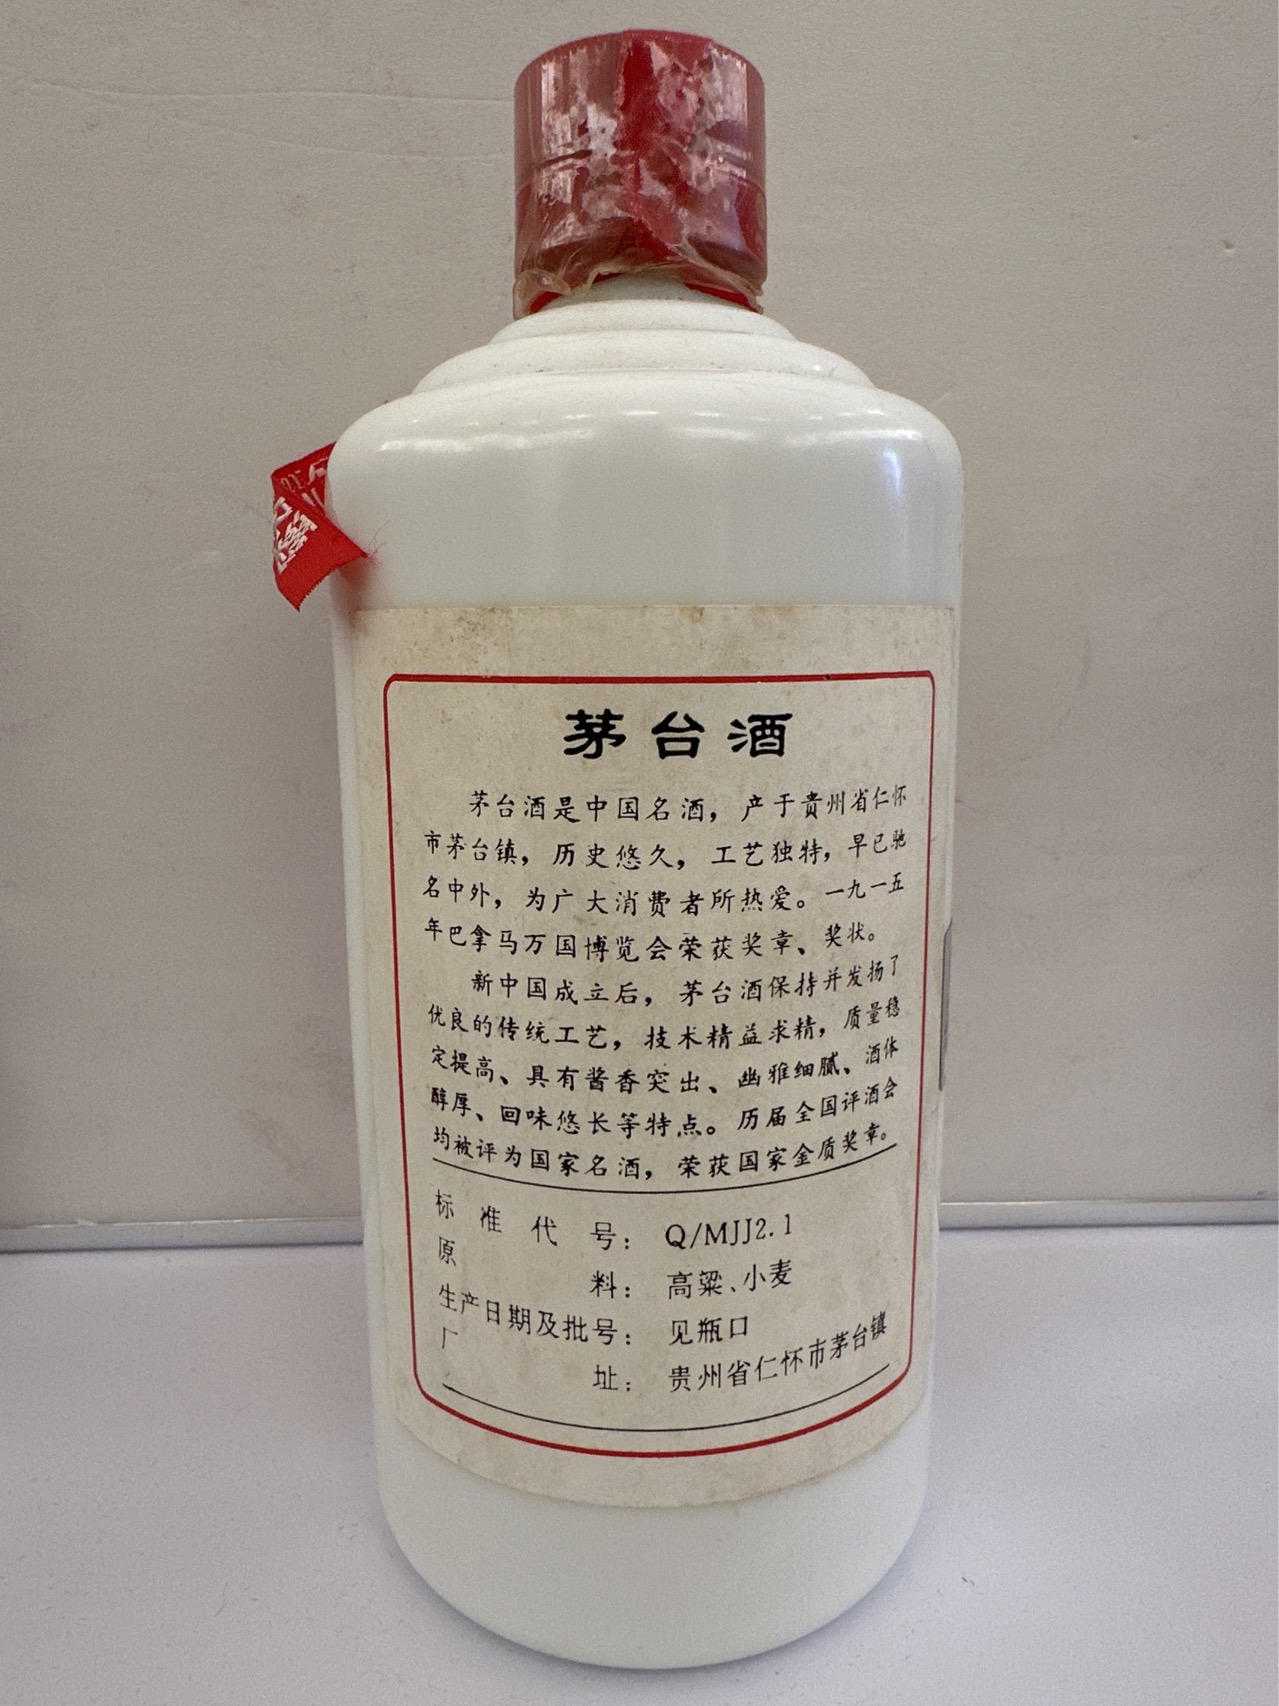 茅台酒
茅台酒是中国名酒，产于贵州省仁怀
市茅台镇，历史悠久，工艺独特，早已驰
名中外，为广大消费者所热爱。一九一五
年巴拿马万国博览会荣获奖章、奖状。
新中国成立后，茅台酒保持并发扬了
优良的传统工艺，技术精益求精，质量稳
定提高、具有酱香突出、幽雅细腻、酒体
醇厚、回味悠长等特点。历届全国评酒会
均被评为国家名酒，荣获国家金质奖章。
标准代号：Q/MJJ2.1
原料：高粱、小麦
生产日期及批号：见瓶口
厂址：贵州省仁怀市茅台镇